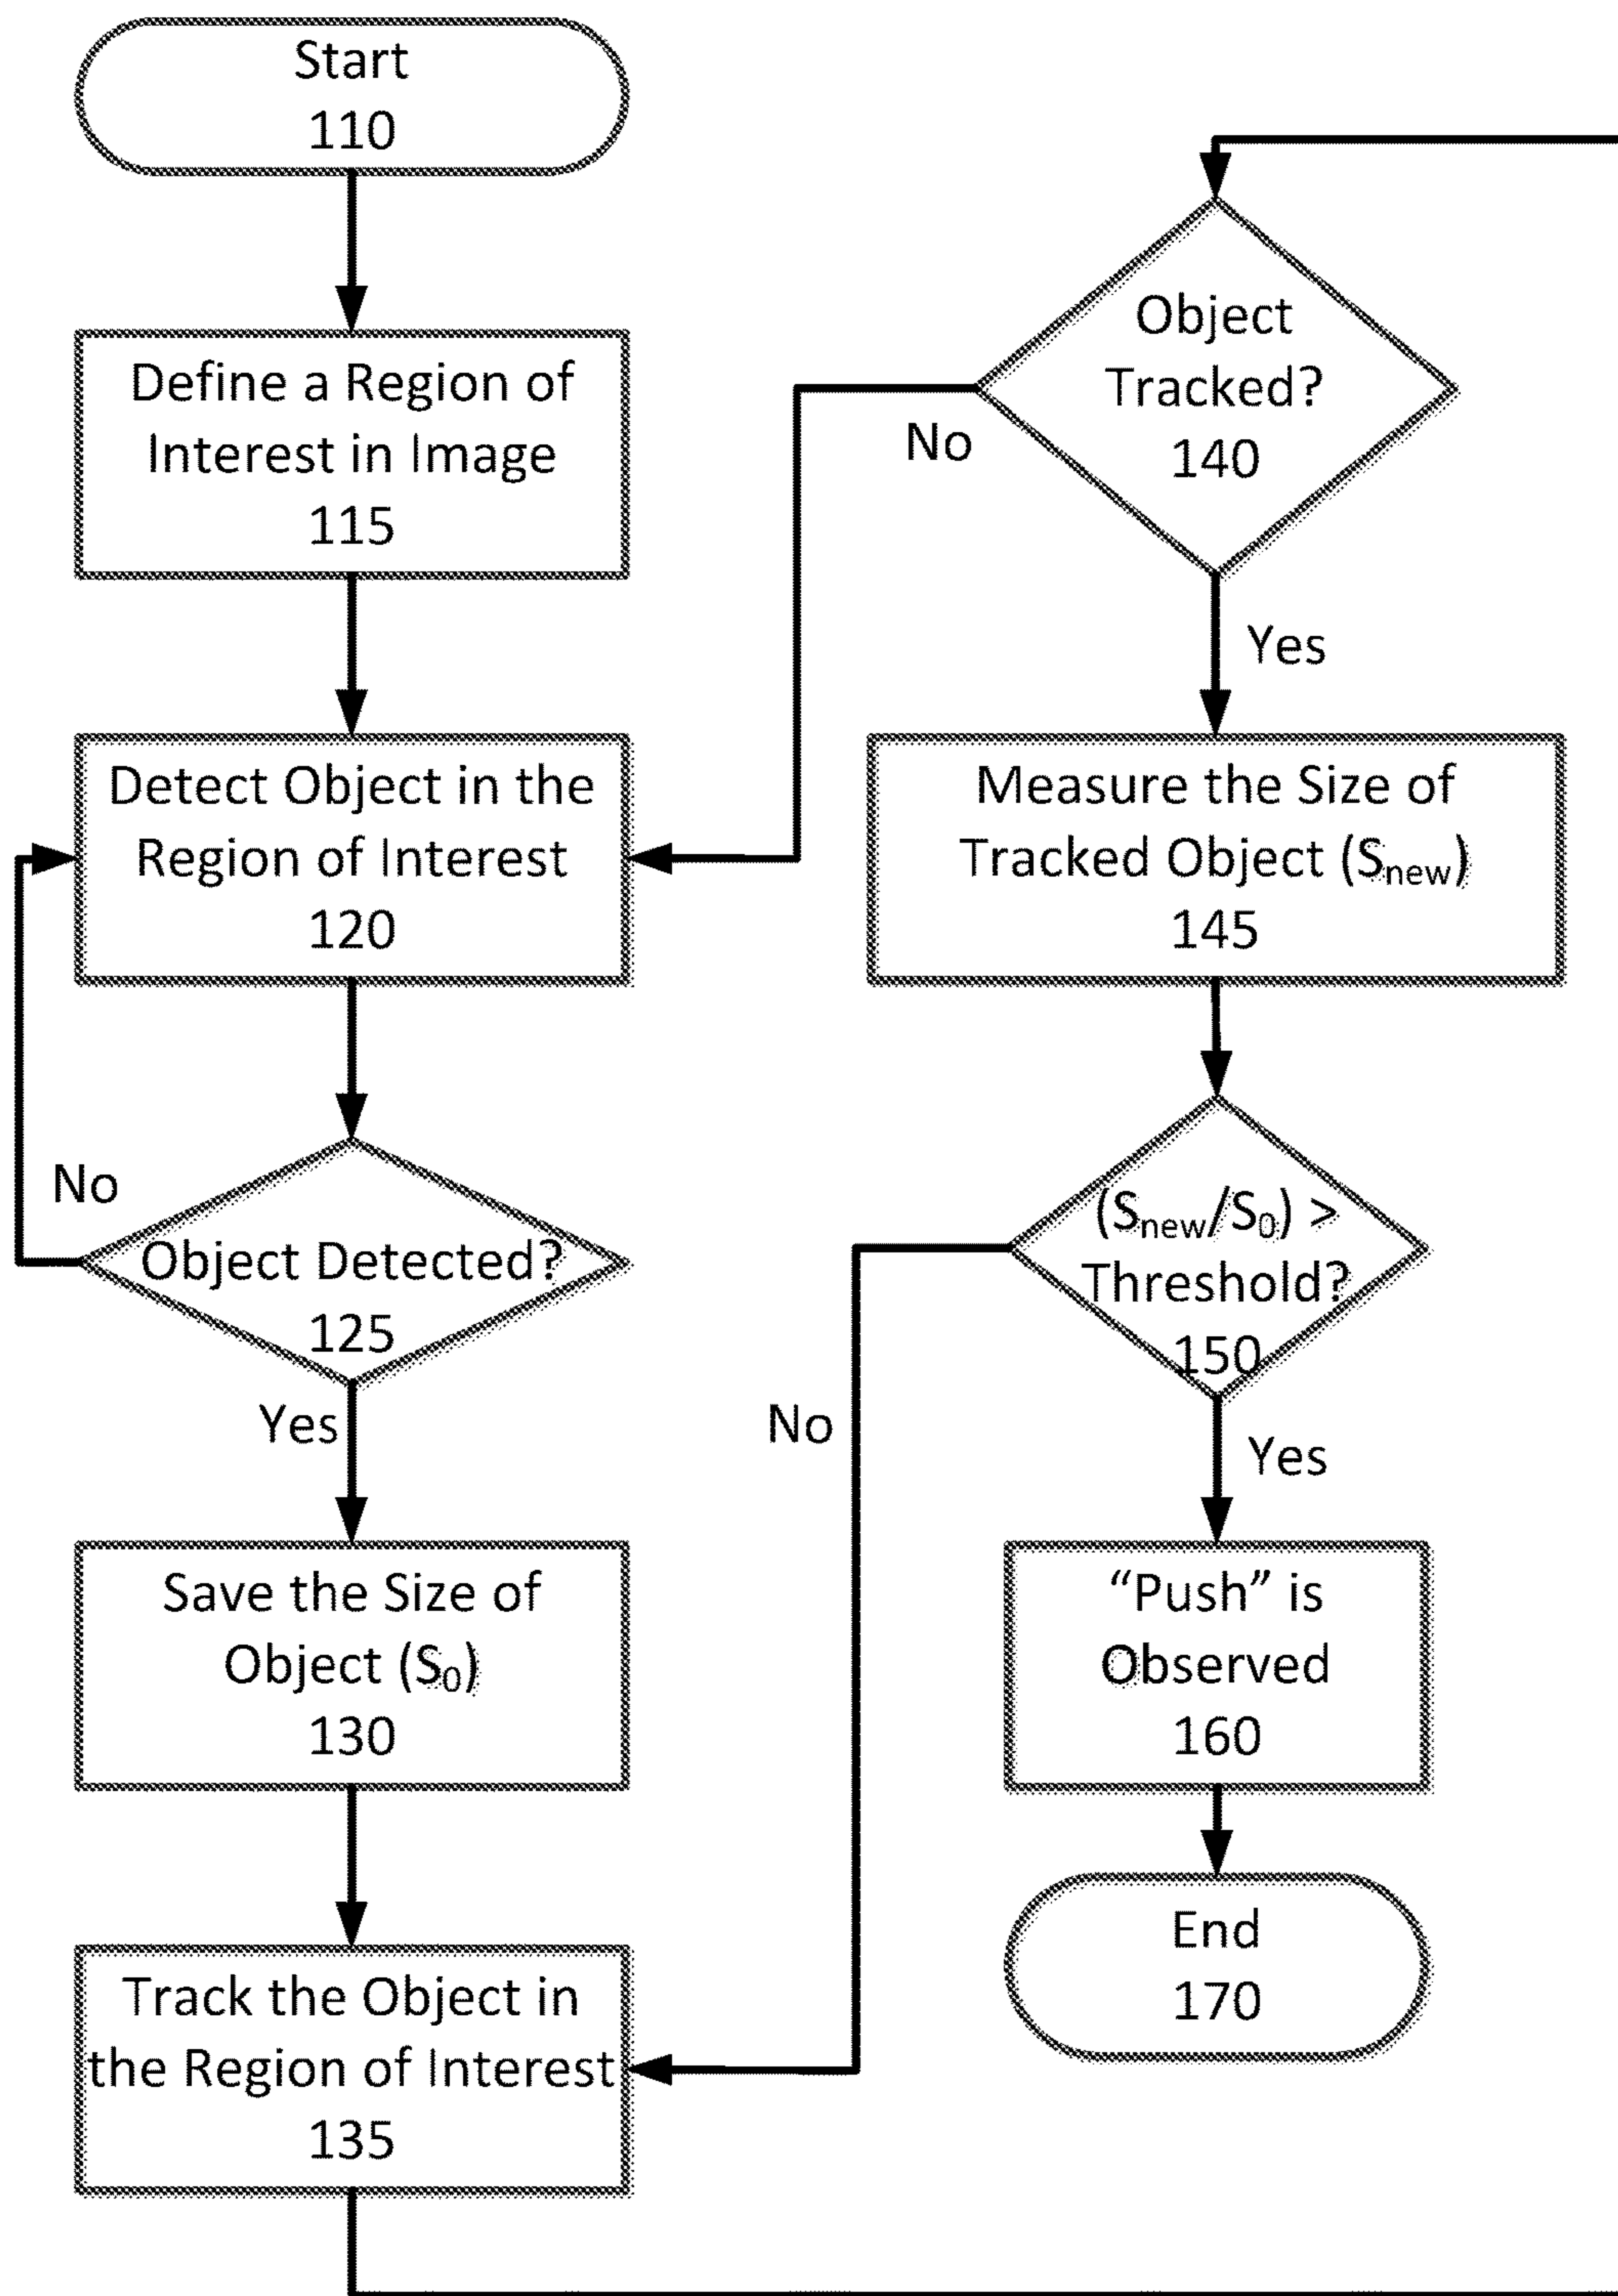 Start
110
Define a Region of
Interest in Image
115
Detect Object in the
Region of Interest
120
No
Object Detected?
125
Yes
Save the Size of
Object (S₀)
130
Track the Object in
the Region of Interest
135
Object
Tracked?
140
No
Yes
Measure the Size of
Tracked Object (Sₙₑw)
145
(Sₙₑw/S₀) >
Threshold?
150
No
Yes
“Push” is
Observed
160
End
170